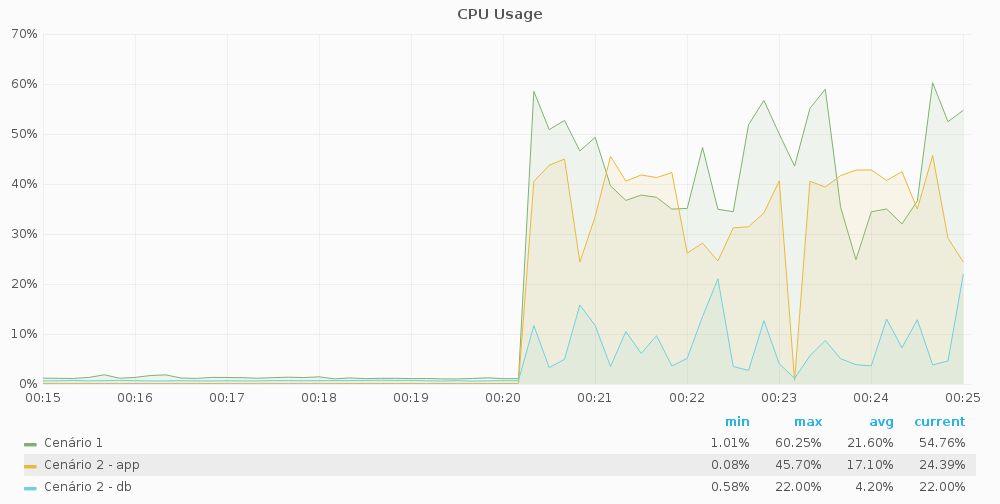 CPU Usage
70%
60%
50%
40%
30%
20%
10%
0%
00:15 00:16 00:17 00:18 00:19 00:20 00:21 00:22 00:23 00:24 00:25
min max avg current
Cenário 1 1.01% 60.25% 21.60% 54.76%
Cenário 2 - app 0.08% 45.70% 17.10% 24.39%
Cenário 2 - db 0.58% 22.00% 4.20% 22.00%